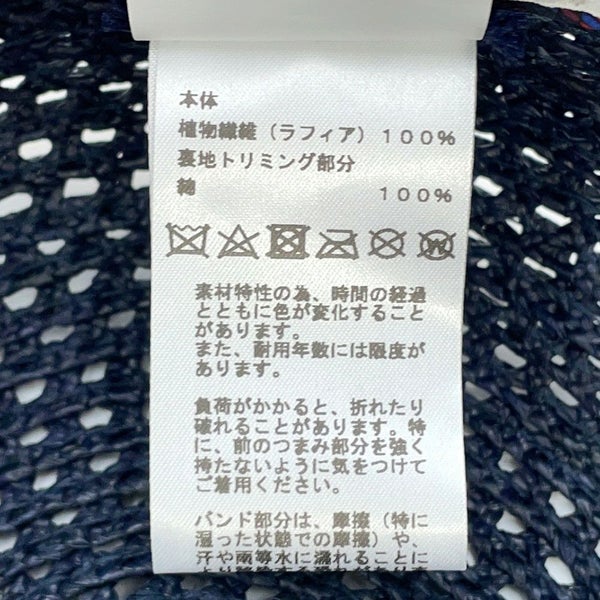 本体
植物繊維（ラフィア）１００％
裏地トリミング部分
綿 １００％
素材特性の為、時間の経過
とともに色が変化すること
があります。
また、耐用年数には限度が
あります。
負荷がかかると、折れたり
破れることがあります。特
に、前のつまみ部分を強く
持たないように気をつけて
ご着用ください。
バンド部分は、摩擦（特に
湿った状態での摩擦）や、
汗や雨等水に濡れることに